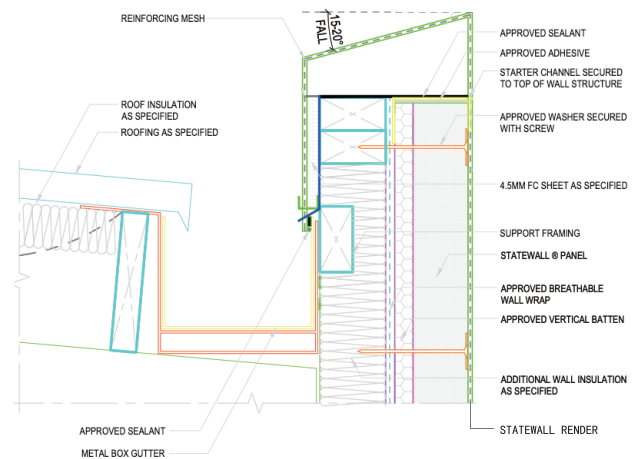 REINFORCING MESH
15-20°
FALL
APPROVED SEALANT
APPROVED ADHESIVE
STARTER CHANNEL SECURED
TO TOP OF WALL STRUCTURE
ROOF INSULATION
AS SPECIFIED
ROOFING AS SPECIFIED
APPROVED WASHER SECURED
WITH SCREW
4.5MM FC SHEET AS SPECIFIED
SUPPORT FRAMING
STATEWALL ® PANEL
APPROVED BREATHABLE
WALL WRAP
APPROVED VERTICAL BATTEN
ADDITIONAL WALL INSULATION
AS SPECIFIED
APPROVED SEALANT
STATEWALL RENDER
METAL BOX GUTTER